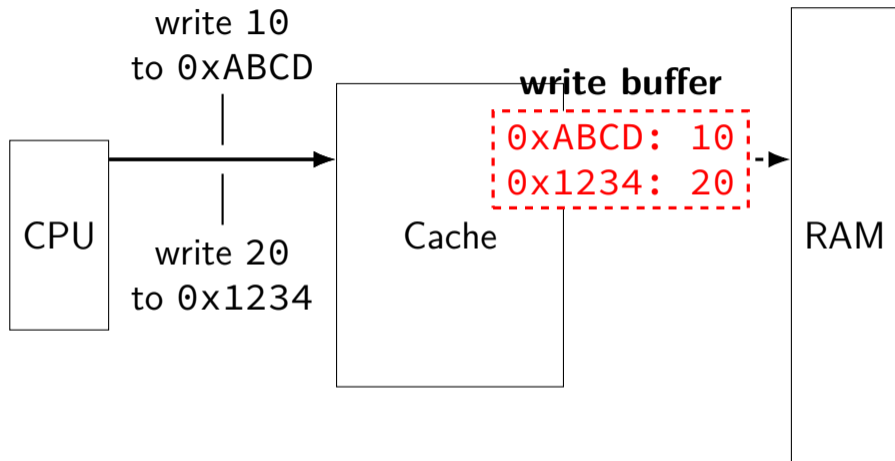 write 10
to 0xABCD
write buffer
0xABCD: 10
0x1234: 20
CPU
Cache
RAM
write 20
to 0x1234